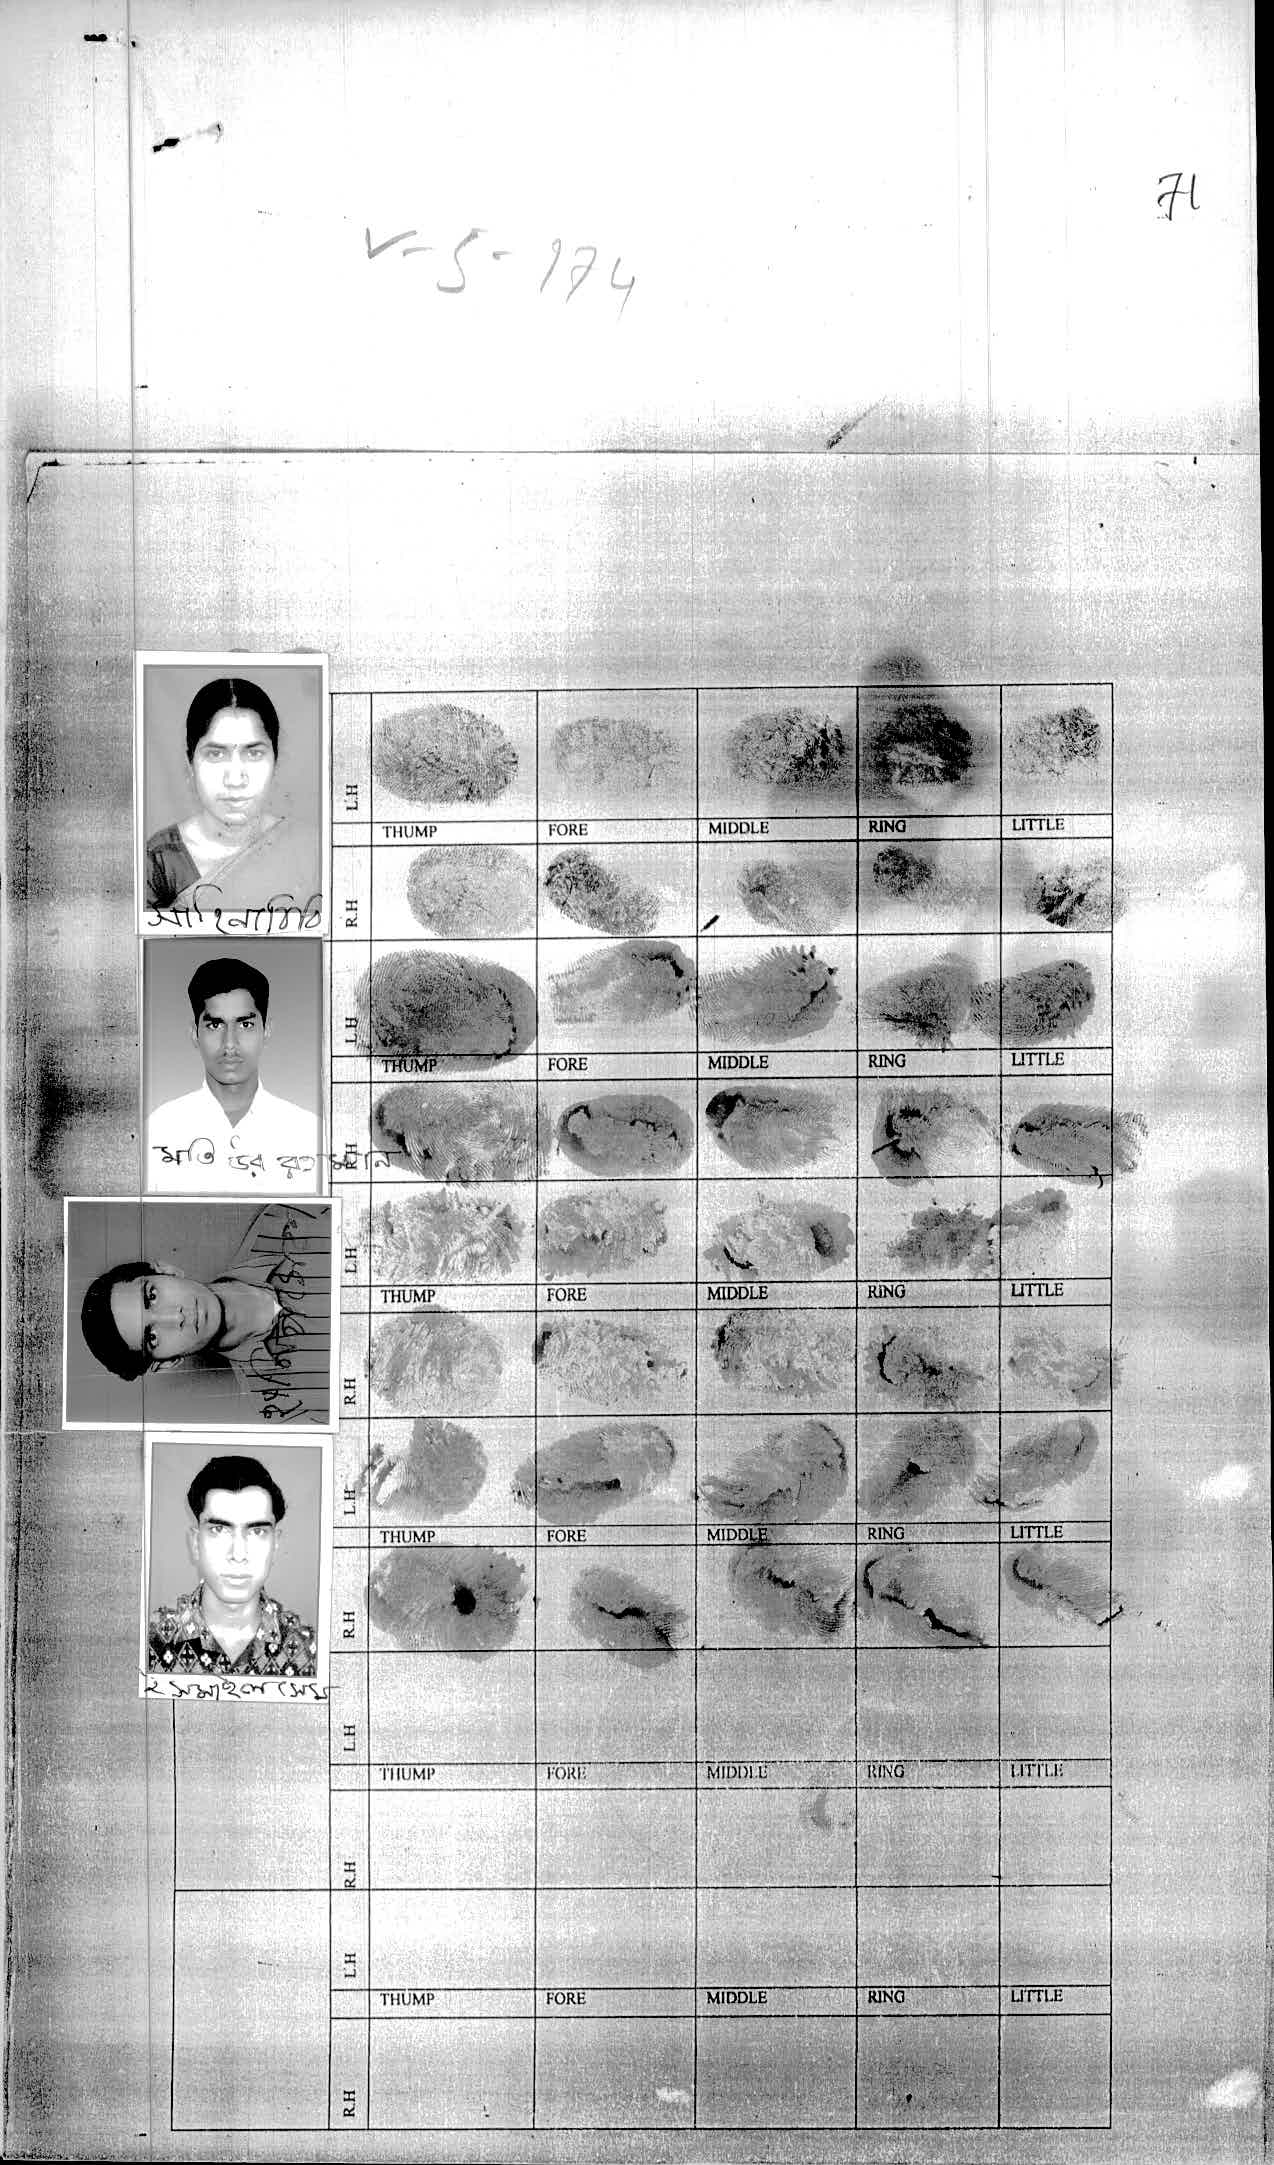 71
V-5-174
L.H
THUMP FORE MIDDLE RING LITTLE
R.H
L.H
THUMP FORE MIDDLE RING LITTLE
R.H
মতিউর রহমান
L.H
THUMP FORE MIDDLE RING LITTLE
R.H
L.H
THUMP FORE MIDDLE RING LITTLE
R.H
ইসমাইল সেখ
L.H
THUMP FORE MIDDLE RING LITTLE
R.H
L.H
THUMP FORE MIDDLE RING LITTLE
R.H